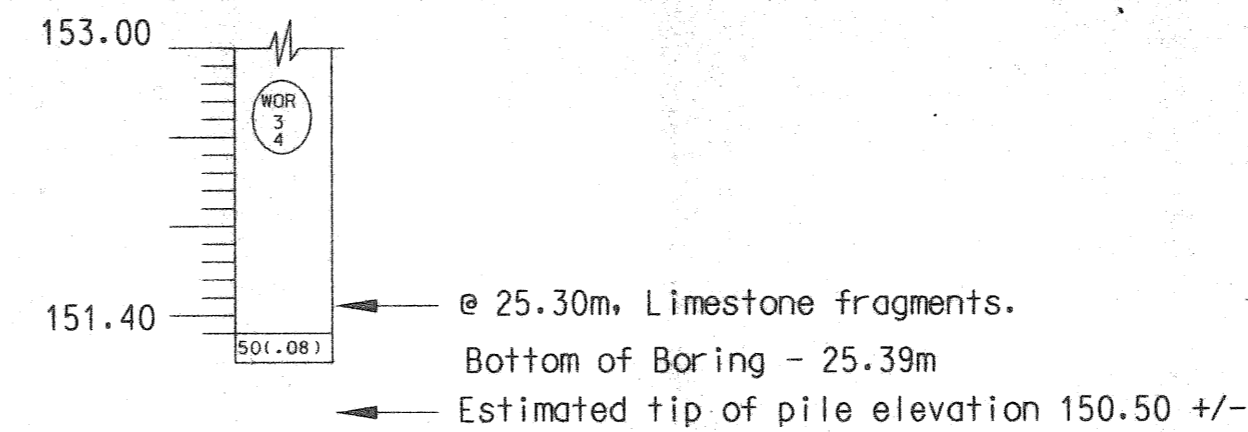 153.00
WOR
3
4
@ 25.30m, Limestone fragments.
151.40
50(.08)
Bottom of Boring - 25.39m
Estimated tip of pile elevation 150.50 +/-